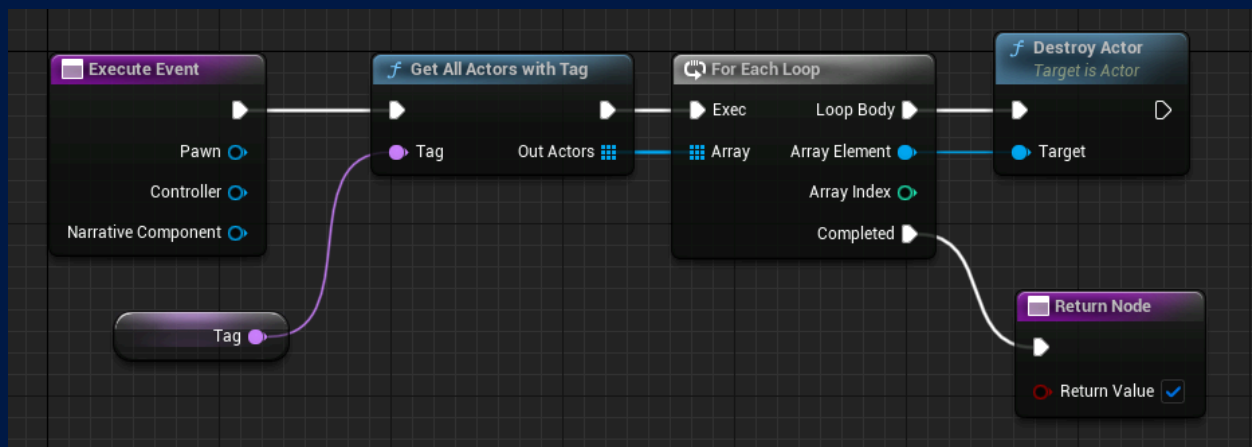 Execute Event
Pawn
Controller
Narrative Component
Tag
f Get All Actors with Tag
Tag
Out Actors
For Each Loop
Exec
Loop Body
Array
Array Element
Array Index
Completed
f Destroy Actor
Target is Actor
Target
Return Node
Return Value